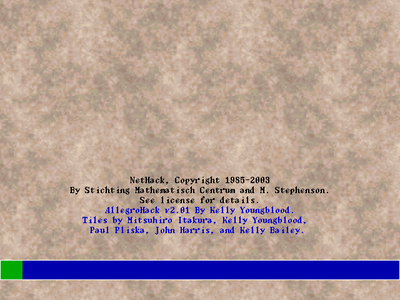 NetHack, Copyright 1985-2003
By Stichting Mathematisch Centrum and M. Stephenson.
See license for details.
AllegroHack v2.01 By Kelly Youngblood.
Tiles by Mitsuhiro Itakura, Kelly Youngblood,
Paul Pliska, John Harris, and Kelly Bailey.